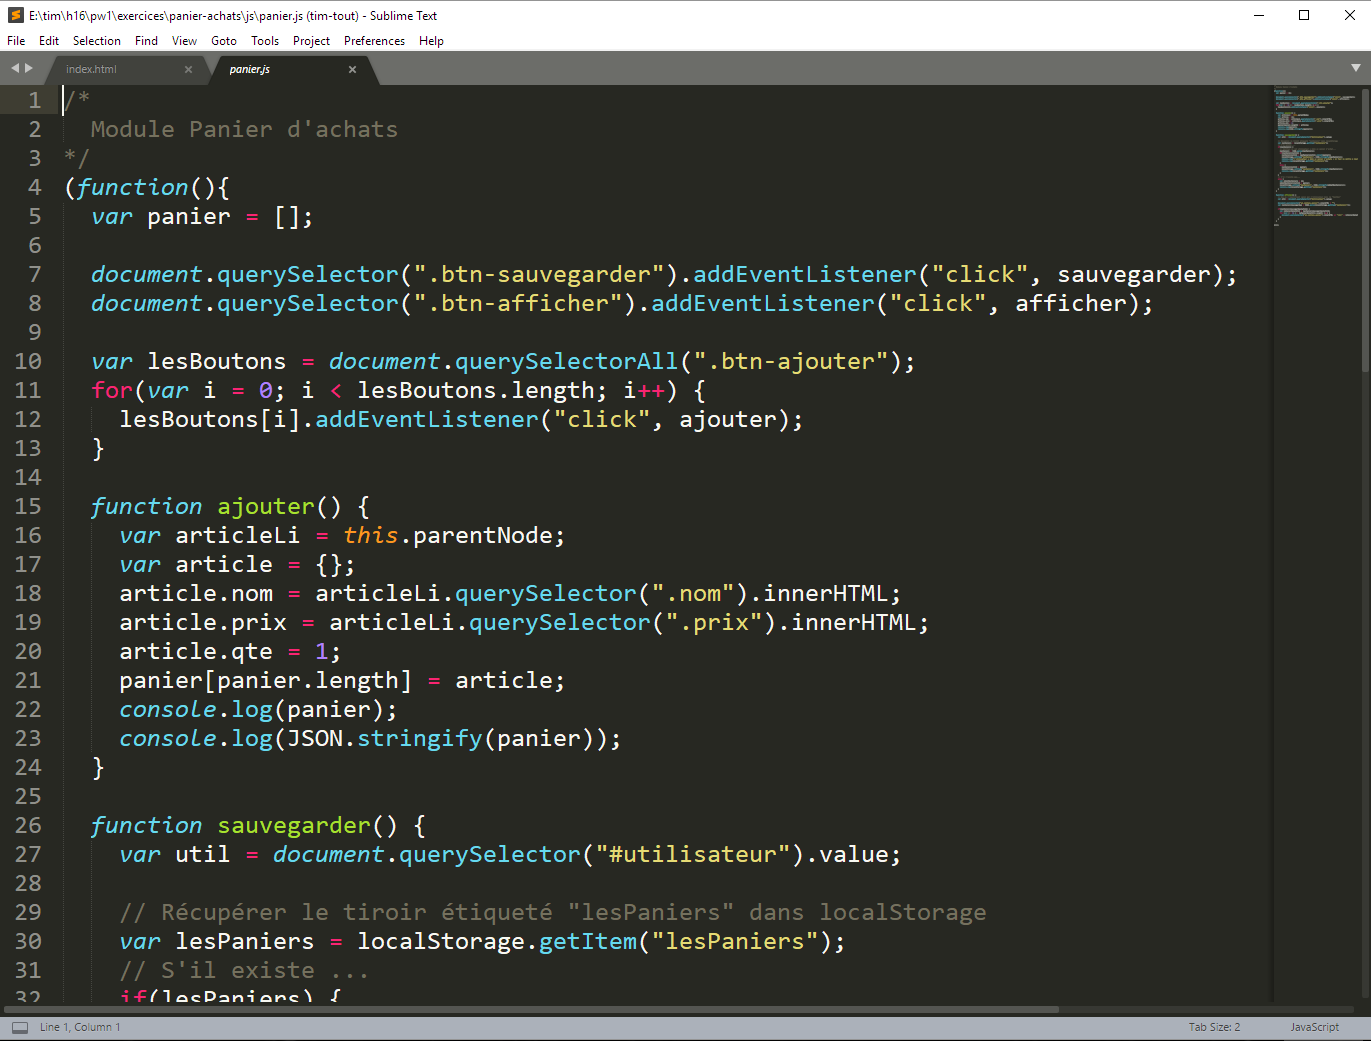 E:\tim\h16\pw1\exercices\panier-achats\js\panier.js (tim-tout) - Sublime Text
File Edit Selection Find View Goto Tools Project Preferences Help
index.html × panier.js ×
1 /*
2   Module Panier d'achats
3 */
4 (function(){
5   var panier = [];
6
7   document.querySelector(".btn-sauvegarder").addEventListener("click", sauvegarder);
8   document.querySelector(".btn-afficher").addEventListener("click", afficher);
9
10   var lesBoutons = document.querySelectorAll(".btn-ajouter");
11   for(var i = 0; i < lesBoutons.length; i++) {
12     lesBoutons[i].addEventListener("click", ajouter);
13   }
14
15   function ajouter() {
16     var articleLi = this.parentNode;
17     var article = {};
18     article.nom = articleLi.querySelector(".nom").innerHTML;
19     article.prix = articleLi.querySelector(".prix").innerHTML;
20     article.qte = 1;
21     panier[panier.length] = article;
22     console.log(panier);
23     console.log(JSON.stringify(panier));
24   }
25
26   function sauvegarder() {
27     var util = document.querySelector("#utilisateur").value;
28
29     // Récupérer le tiroir étiqueté "lesPaniers" dans localStorage
30     var lesPaniers = localStorage.getItem("lesPaniers");
31     // S'il existe ...
32     if(lesPaniers) {
Line 1, Column 1 Tab Size: 2 JavaScript